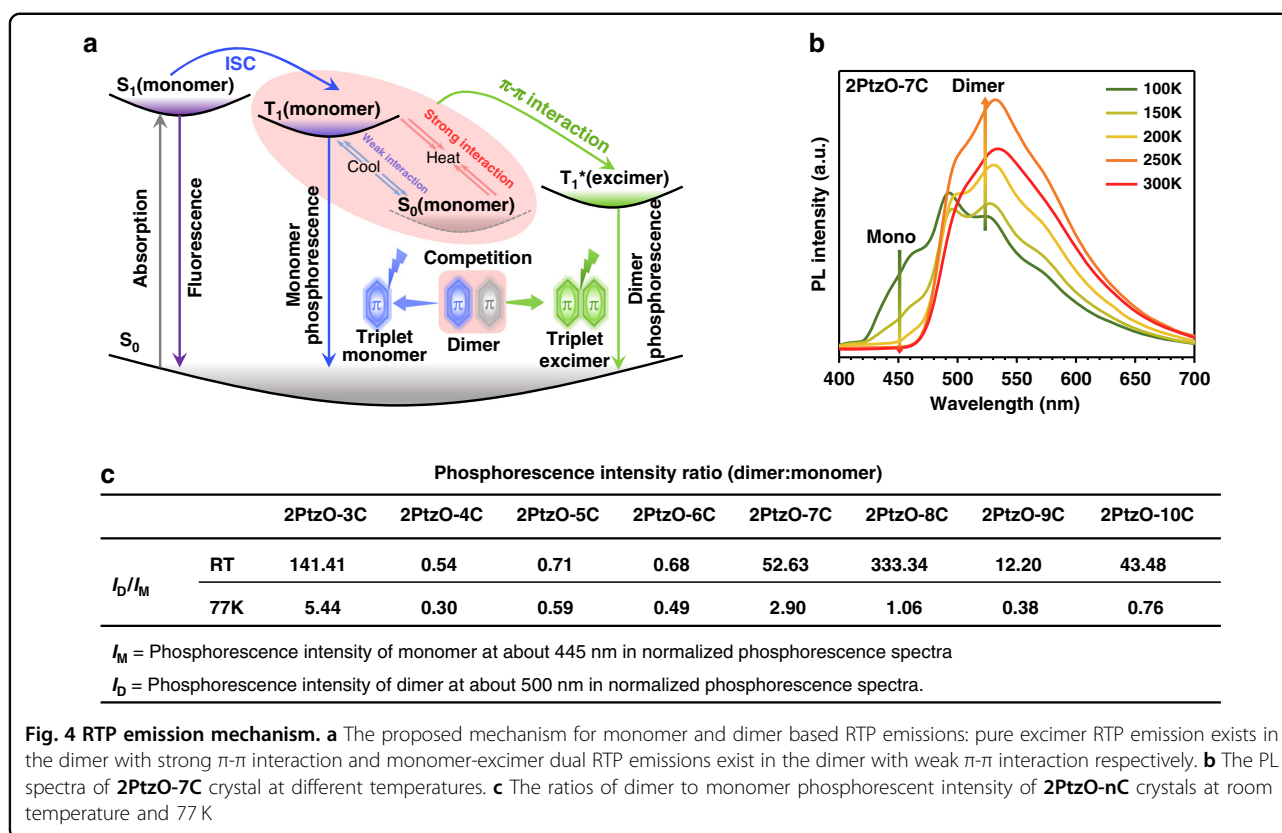 a
S1(monomer)
ISC
T1(monomer)
Strong interaction
Weak interaction
Cool
Heat
S0(monomer)
π-π interaction
T1*(excimer)
Absorption
Fluorescence
Monomer
phosphorescence
Dimer
phosphorescence
Competition
π
π
π
π
π
Triplet
monomer
Dimer
Triplet
excimer
S0
b
2PtzO-7C
Dimer
Mono
100K
150K
200K
250K
300K
PL intensity (a.u.)
400 450 500 550 600 650 700
Wavelength (nm)
c
Phosphorescence intensity ratio (dimer:monomer)
2PtzO-3C 2PtzO-4C 2PtzO-5C 2PtzO-6C 2PtzO-7C 2PtzO-8C 2PtzO-9C 2PtzO-10C
ID/IM
RT 141.41 0.54 0.71 0.68 52.63 333.34 12.20 43.48
77K 5.44 0.30 0.59 0.49 2.90 1.06 0.38 0.76
IM = Phosphorescence intensity of monomer at about 445 nm in normalized phosphorescence spectra
ID = Phosphorescence intensity of dimer at about 500 nm in normalized phosphorescence spectra.
Fig. 4 RTP emission mechanism. a The proposed mechanism for monomer and dimer based RTP emissions: pure excimer RTP emission exists in
the dimer with strong π-π interaction and monomer-excimer dual RTP emissions exist in the dimer with weak π-π interaction respectively. b The PL
spectra of 2PtzO-7C crystal at different temperatures. c The ratios of dimer to monomer phosphorescent intensity of 2PtzO-nC crystals at room
temperature and 77 K